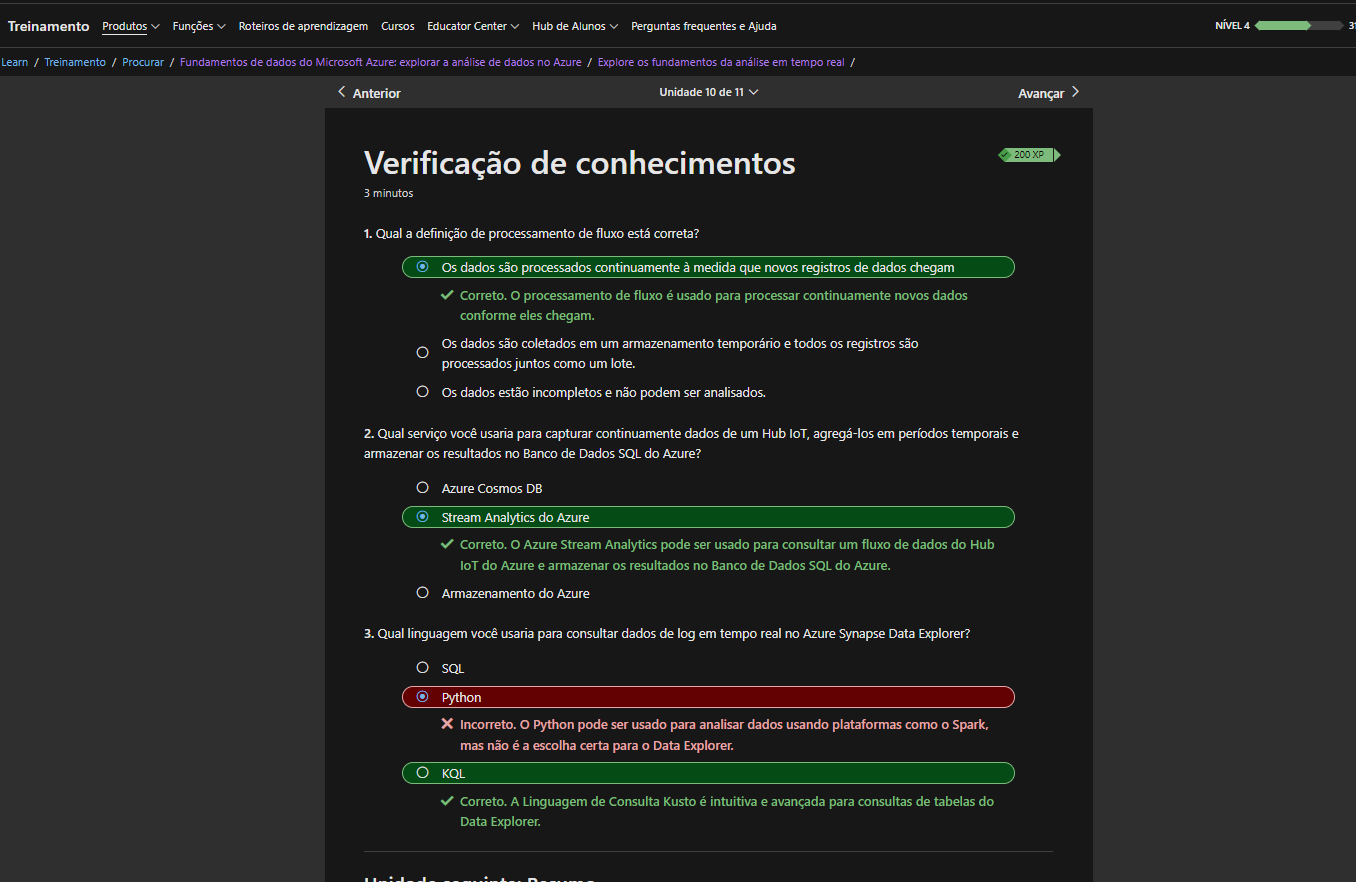 Treinamento Produtos Funções Roteiros de aprendizagem Cursos Educator Center Hub de Alunos Perguntas frequentes e Ajuda NÍVEL 4
Learn / Treinamento / Procurar / Fundamentos de dados do Microsoft Azure: explorar a análise de dados no Azure / Explore os fundamentos da análise em tempo real /
Anterior Unidade 10 de 11 Avançar
Verificação de conhecimentos
200 XP
3 minutos
1. Qual a definição de processamento de fluxo está correta?
Os dados são processados continuamente à medida que novos registros de dados chegam
Correto. O processamento de fluxo é usado para processar continuamente novos dados
conforme eles chegam.
Os dados são coletados em um armazenamento temporário e todos os registros são
processados juntos como um lote.
Os dados estão incompletos e não podem ser analisados.
2. Qual serviço você usaria para capturar continuamente dados de um Hub IoT, agregá-los em períodos temporais e
armazenar os resultados no Banco de Dados SQL do Azure?
Azure Cosmos DB
Stream Analytics do Azure
Correto. O Azure Stream Analytics pode ser usado para consultar um fluxo de dados do Hub
IoT do Azure e armazenar os resultados no Banco de Dados SQL do Azure.
Armazenamento do Azure
3. Qual linguagem você usaria para consultar dados de log em tempo real no Azure Synapse Data Explorer?
SQL
Python
Incorreto. O Python pode ser usado para analisar dados usando plataformas como o Spark,
mas não é a escolha certa para o Data Explorer.
KQL
Correto. A Linguagem de Consulta Kusto é intuitiva e avançada para consultas de tabelas do
Data Explorer.
Unidade seguinte: Resumo